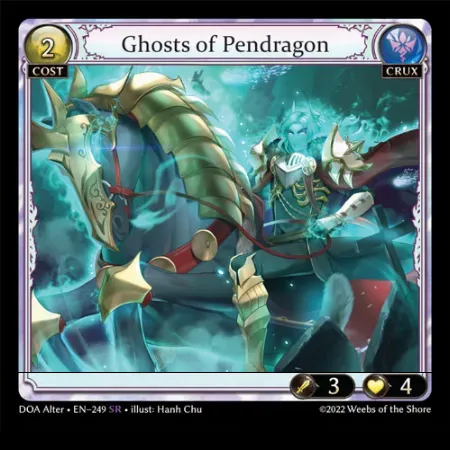 2 Ghosts of Pendragon
COST CRUX
3 4
DOA Alter • EN-249 SR • illust: Hanh Chu ©2022 Weebs of the Shore